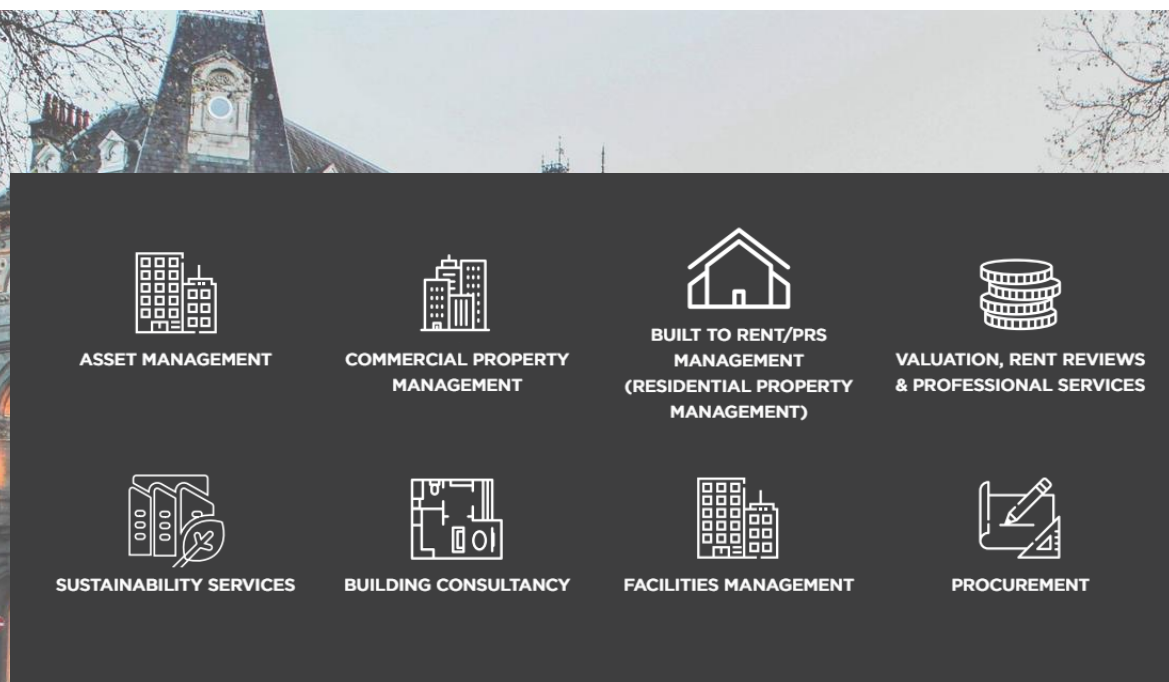 ASSET MANAGEMENT
COMMERCIAL PROPERTY
MANAGEMENT
BUILT TO RENT/PRS
MANAGEMENT
(RESIDENTIAL PROPERTY
MANAGEMENT)
VALUATION, RENT REVIEWS
& PROFESSIONAL SERVICES
SUSTAINABILITY SERVICES
BUILDING CONSULTANCY
FACILITIES MANAGEMENT
PROCUREMENT